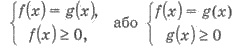 { f(x) = g(x), або { f(x) = g(x)
f(x) ≥ 0, g(x) ≥ 0